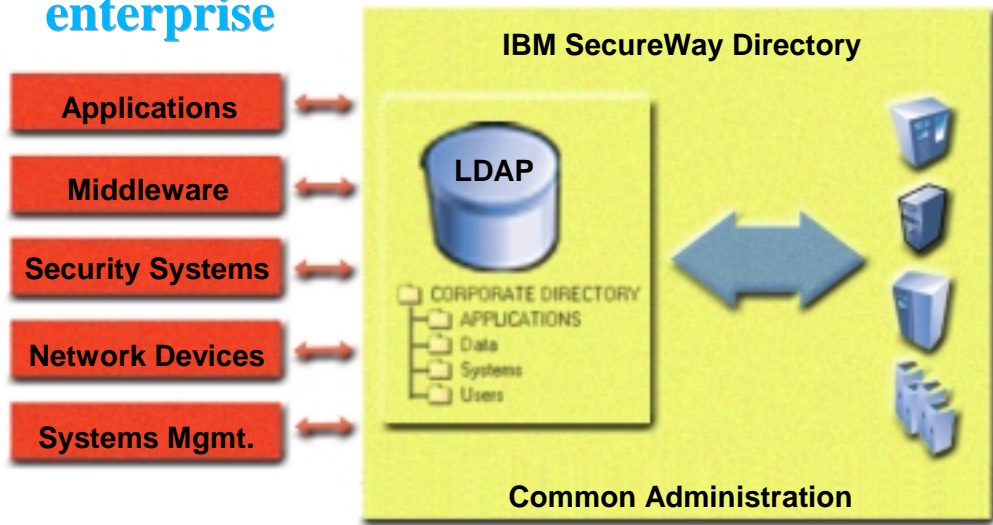 enterprise
IBM SecureWay Directory
Applications
Middleware
Security Systems
Network Devices
Systems Mgmt.
LDAP
CORPORATE DIRECTORY
APPLICATIONS
Data
Systems
Users
Common Administration